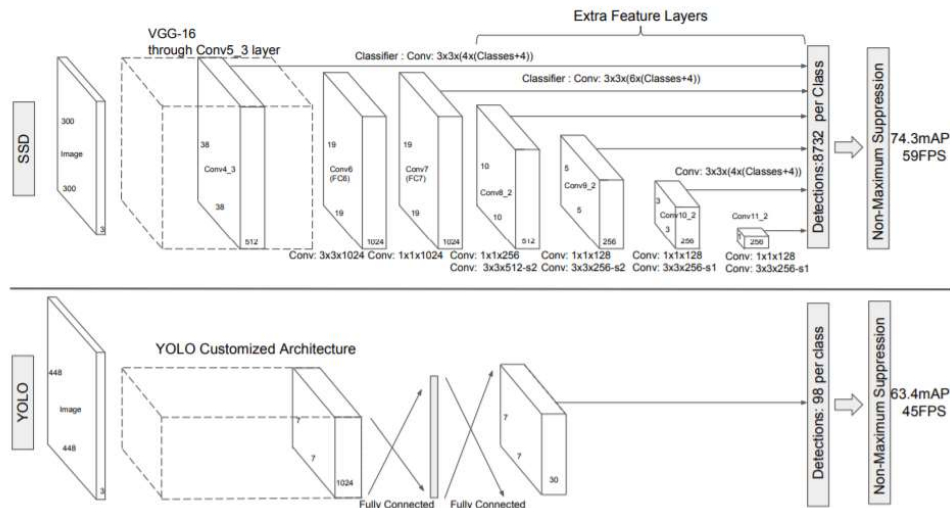 Extra Feature Layers
VGG-16
through Conv5_3 layer
Classifier : Conv: 3x3x(4x(Classes+4))
Classifier : Conv: 3x3x(6x(Classes+4))
SSD
300
Image
300
3
38
Conv4_3
38
512
19
Conv6
(FC6)
19
1024
19
Conv7
(FC7)
19
1024
10
Conv8_2
10
512
5
Conv9_2
5
256
Conv: 3x3x(4x(Classes+4))
3
Conv10_2
3
256
Conv11_2
256
Detections:8732 per Class
Non-Maximum Suppression
74.3mAP
59FPS
Conv: 3x3x1024
Conv: 1x1x1024
Conv: 1x1x256
Conv: 3x3x512-s2
Conv: 1x1x128
Conv: 3x3x256-s2
Conv: 1x1x128
Conv: 3x3x256-s1
Conv: 1x1x128
Conv: 3x3x256-s1
YOLO
448
Image
448
3
YOLO Customized Architecture
7
7
1024
Fully Connected
Fully Connected
7
7
30
Detections: 98 per class
Non-Maximum Suppression
63.4mAP
45FPS